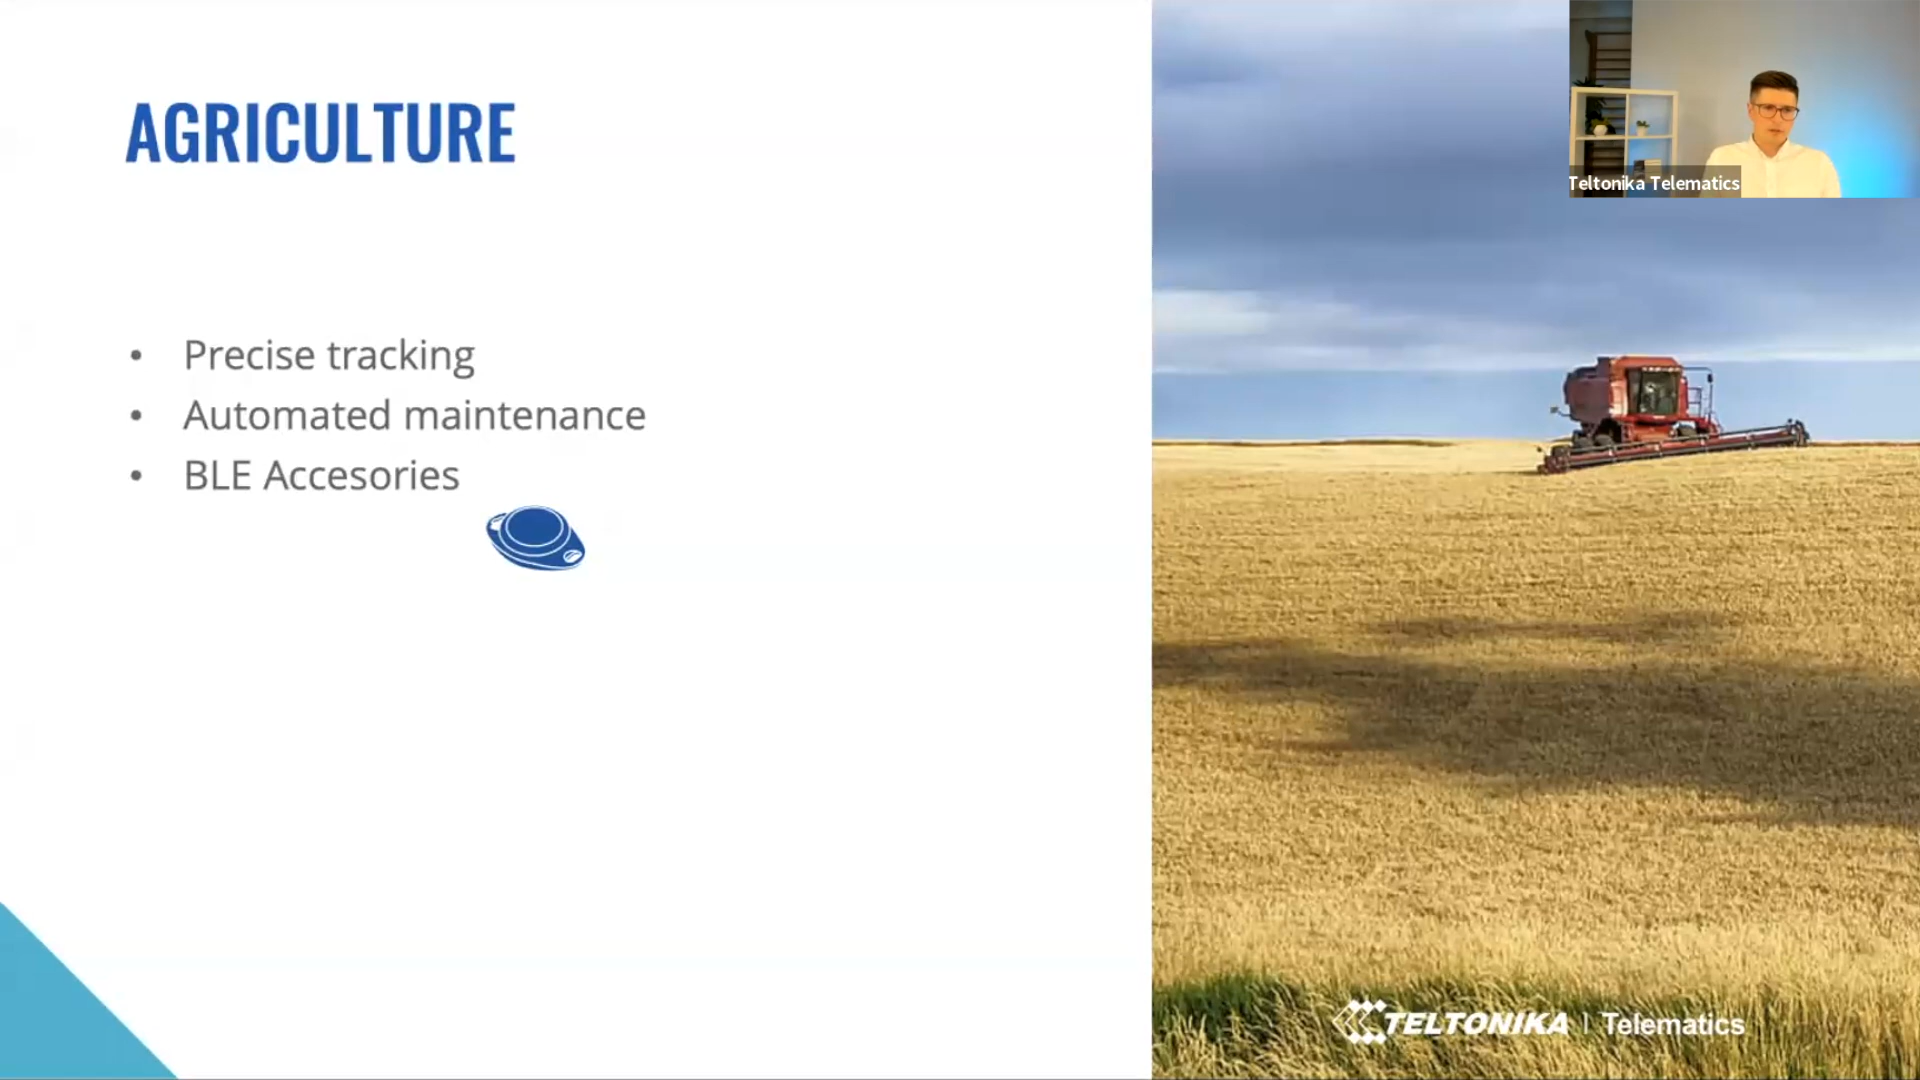 AGRICULTURE
• Precise tracking
• Automated maintenance
• BLE Accesories
Teltonika Telematics
TELTONIKA | Telematics